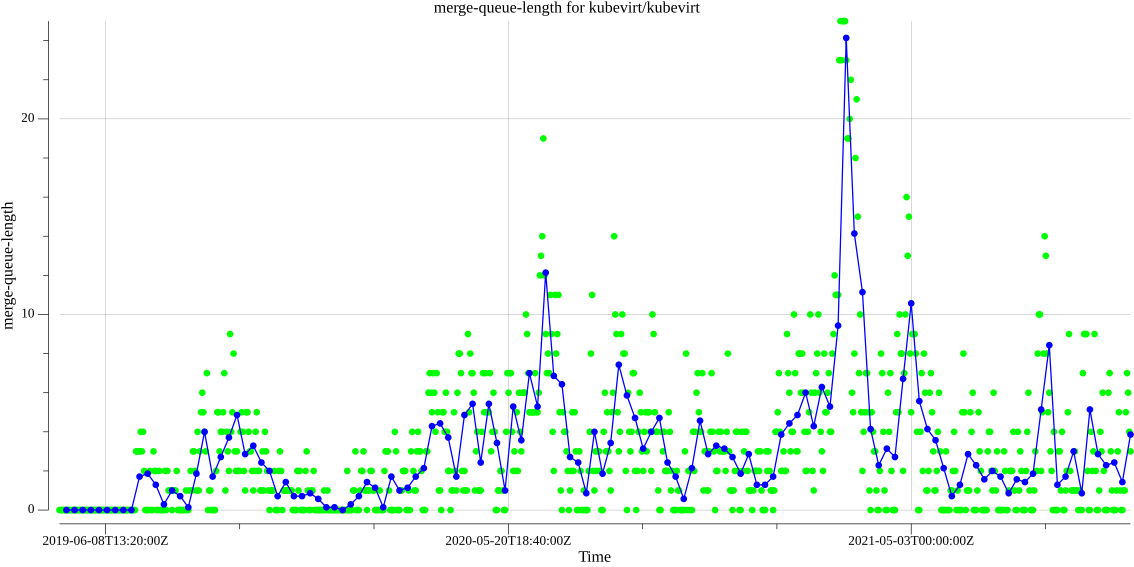 merge-queue-length for kubevirt/kubevirt
20
10
0
merge-queue-length
2019-06-08T13:20:00Z
2020-05-20T18:40:00Z
2021-05-03T00:00:00Z
Time